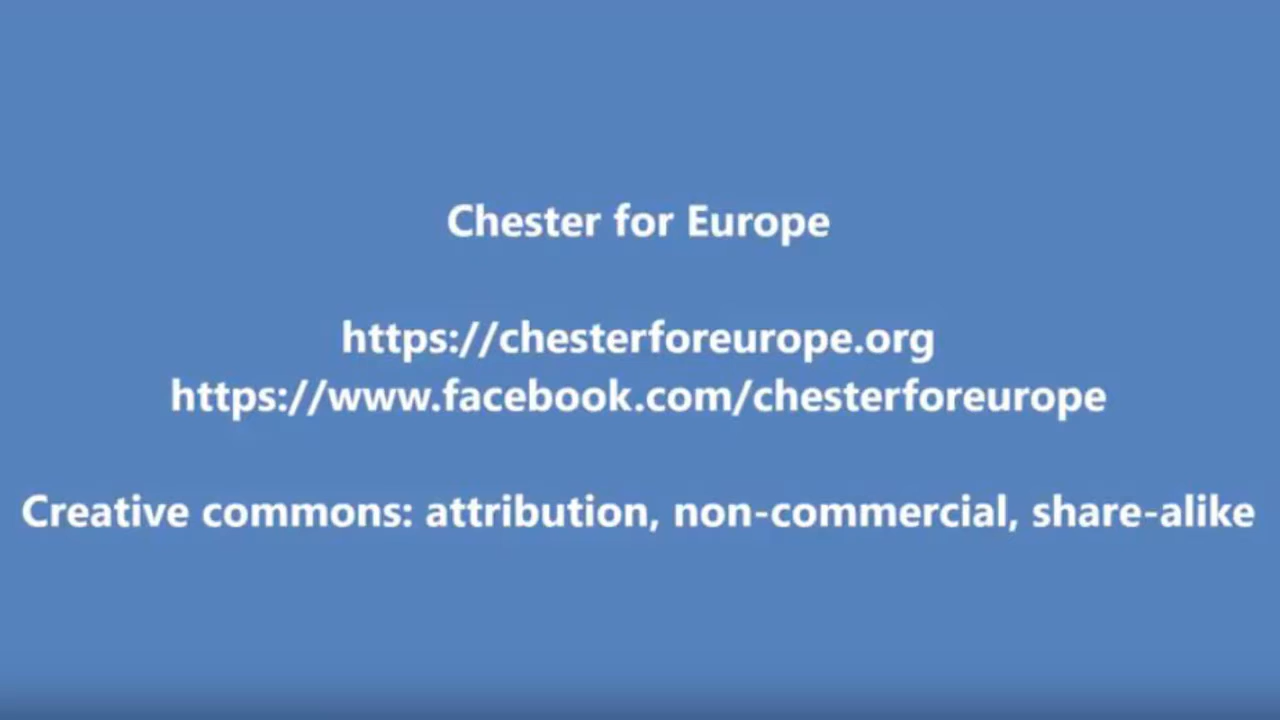 Chester for Europe
https://chesterforeurope.org
https://www.facebook.com/chesterforeurope
Creative commons: attribution, non-commercial, share-alike